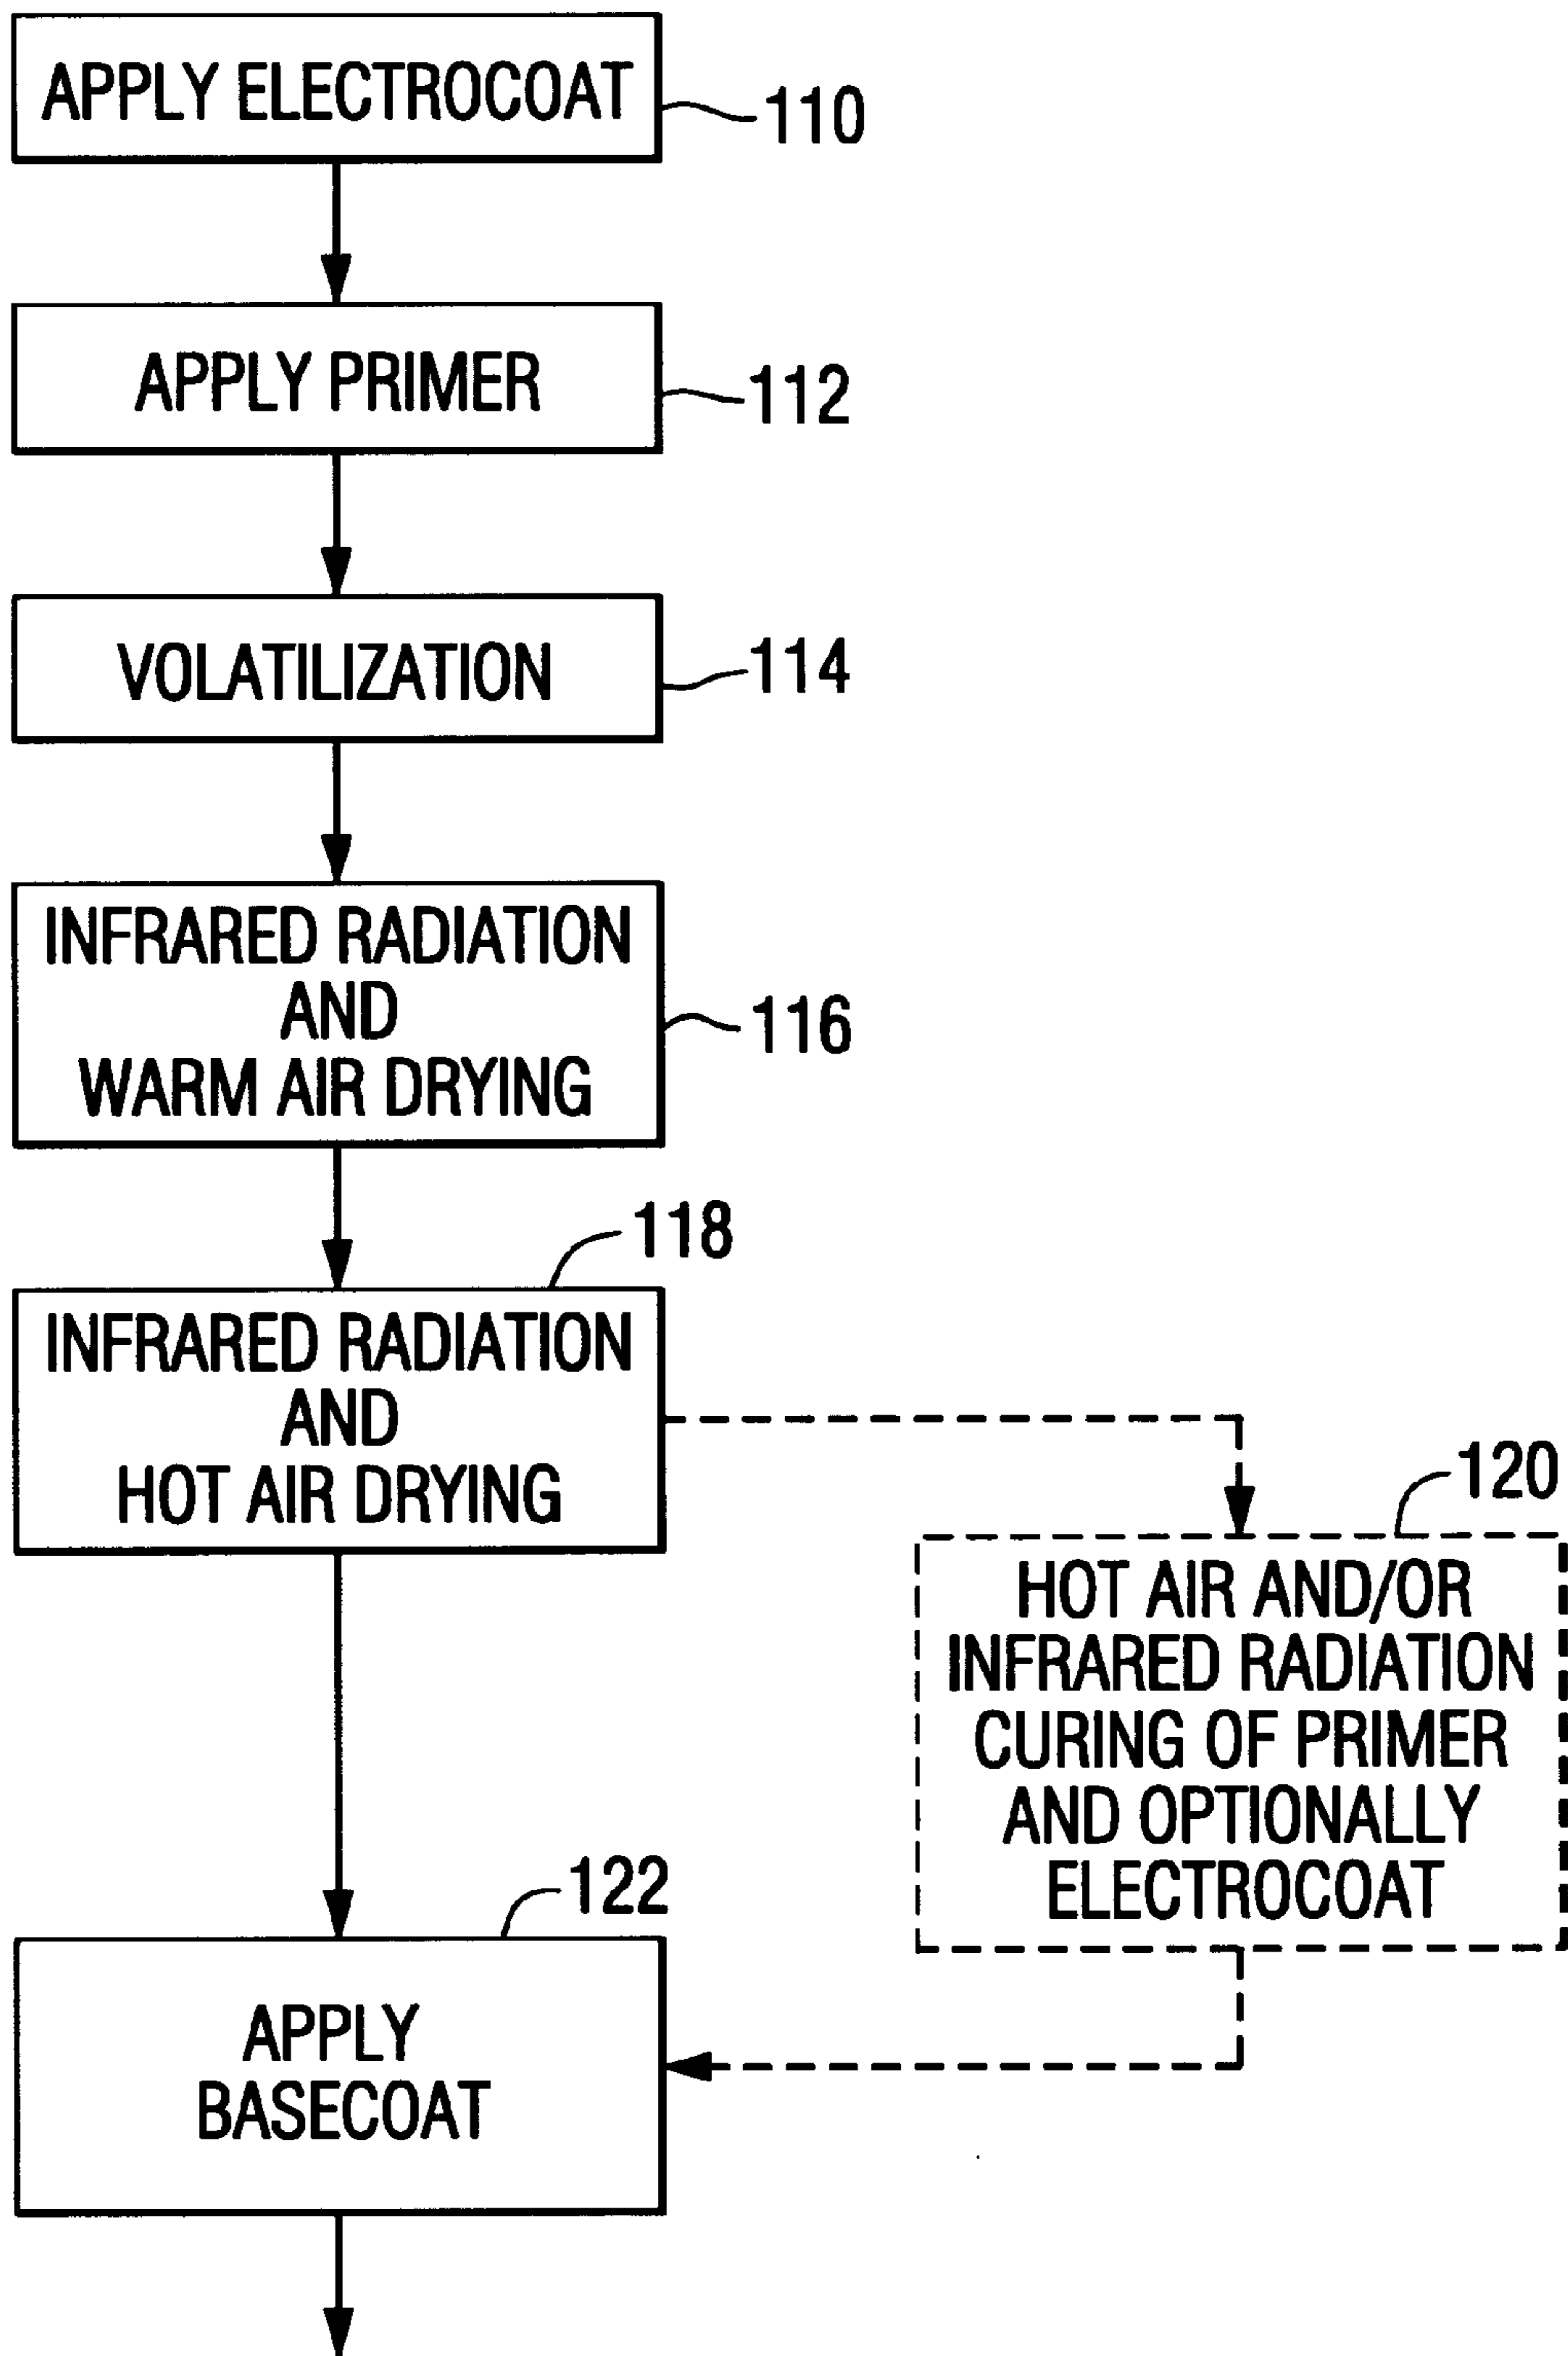 APPLY ELECTROCOAT
110
APPLY PRIMER
112
VOLATILIZATION
114
INFRARED RADIATION
AND
WARM AIR DRYING
116
118
INFRARED RADIATION
AND
HOT AIR DRYING
120
HOT AIR AND/OR
INFRARED RADIATION
CURING OF PRIMER
AND OPTIONALLY
ELECTROCOAT
122
APPLY
BASECOAT